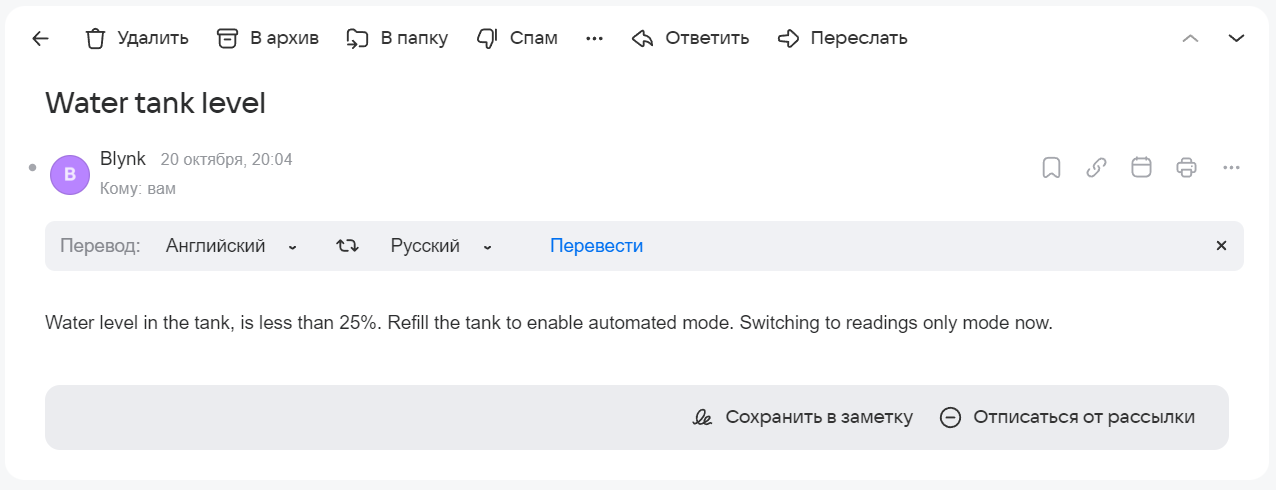 Удалить В архив В папку Спам ... Ответить Переслать
Water tank level
B Blynk 20 октября, 20:04
Кому: вам
Перевод: Английский Русский Перевести
Water level in the tank, is less than 25%. Refill the tank to enable automated mode. Switching to readings only mode now.
Сохранить в заметку Отписаться от рассылки